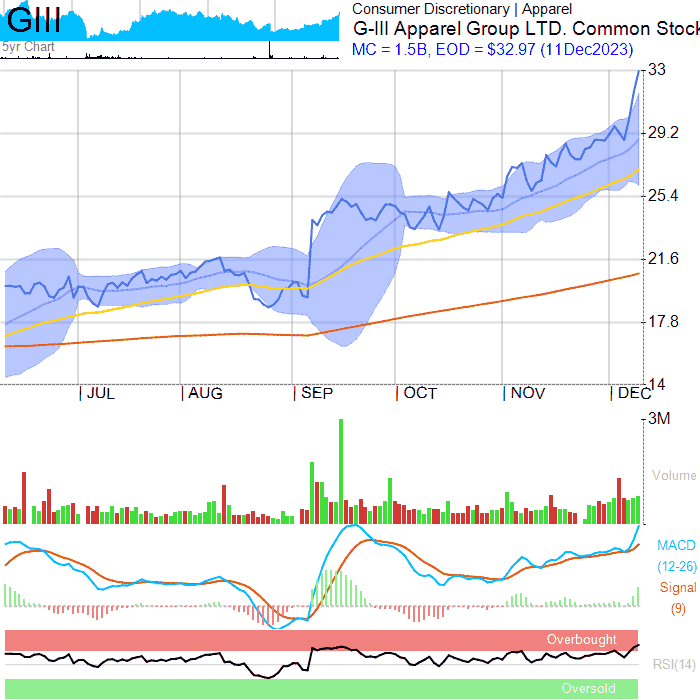 GIII
5yr Chart
Consumer Discretionary | Apparel
G-III Apparel Group LTD. Common Stock
MC = 1.5B, EOD = $32.97 (11Dec2023)
33
29.2
25.4
21.6
17.8
14
JUL
AUG
SEP
OCT
NOV
DEC
3M
Volume
MACD
(12-26)
Signal
(9)
Overbought
RSI(14)
Oversold